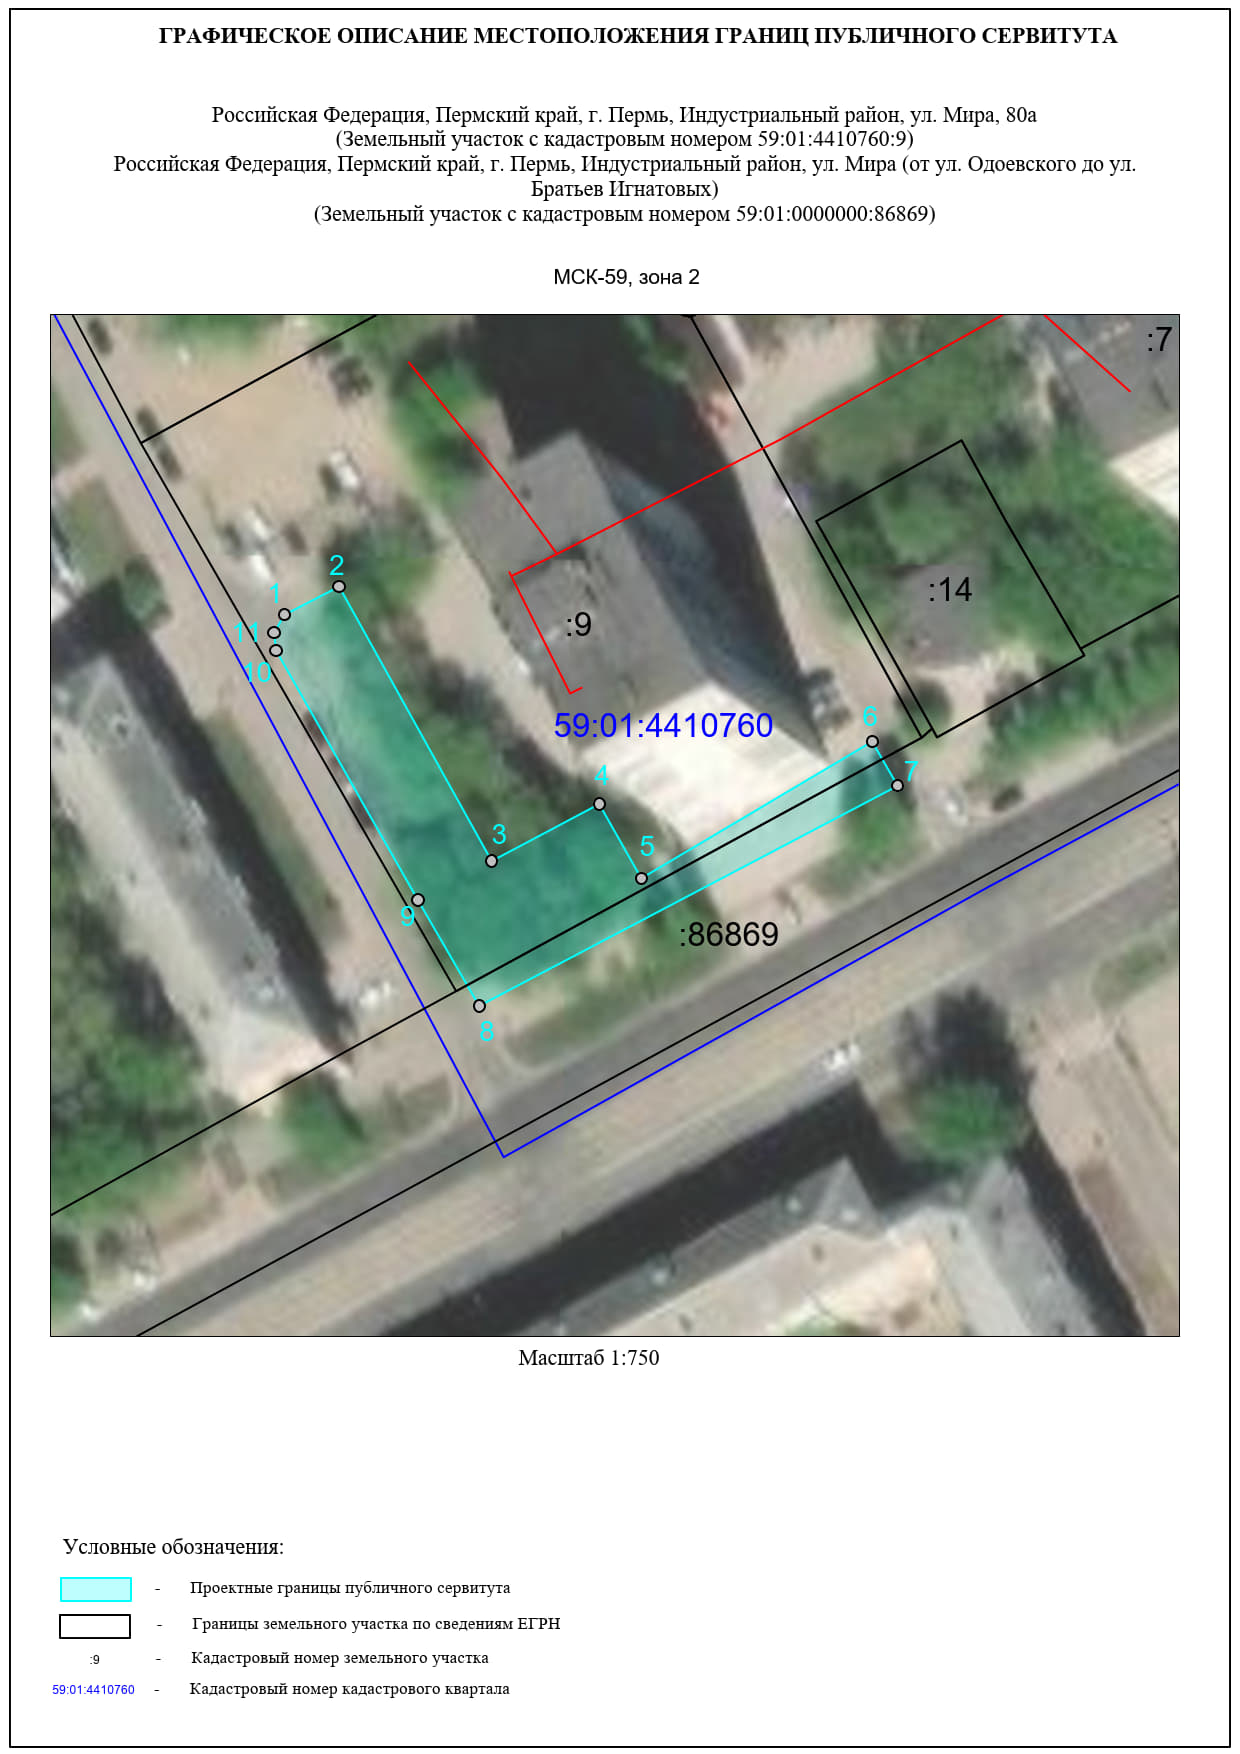 ГРАФИЧЕСКОЕ ОПИСАНИЕ МЕСТОПОЛОЖЕНИЯ ГРАНИЦ ПУБЛИЧНОГО СЕРВИТУТА
Российская Федерация, Пермский край, г. Пермь, Индустриальный район, ул. Мира, 80а
(Земельный участок с кадастровым номером 59:01:4410760:9)
Российская Федерация, Пермский край, г. Пермь, Индустриальный район, ул. Мира (от ул. Одоевского до ул.
Братьев Игнатовых)
(Земельный участок с кадастровым номером 59:01:0000000:86869)
МСК-59, зона 2
:7
2
1
:14
:9
11
10
59:01:4410760
6
7
4
3
5
9
:86869
8
Масштаб 1:750
Условные обозначения:
- Проектные границы публичного сервитута
- Границы земельного участка по сведениям ЕГРН
:9 - Кадастровый номер земельного участка
59:01:4410760 - Кадастровый номер кадастрового квартала